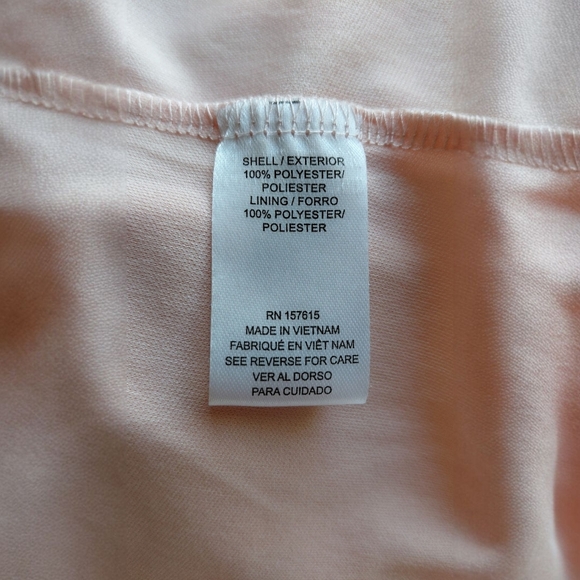 SHELL / EXTERIOR
100% POLYESTER/
POLIESTER
LINING / FORRO
100% POLYESTER/
POLIESTER
RN 157615
MADE IN VIETNAM
FABRIQUÉ EN VIÊT NAM
SEE REVERSE FOR CARE
VER AL DORSO
PARA CUIDADO